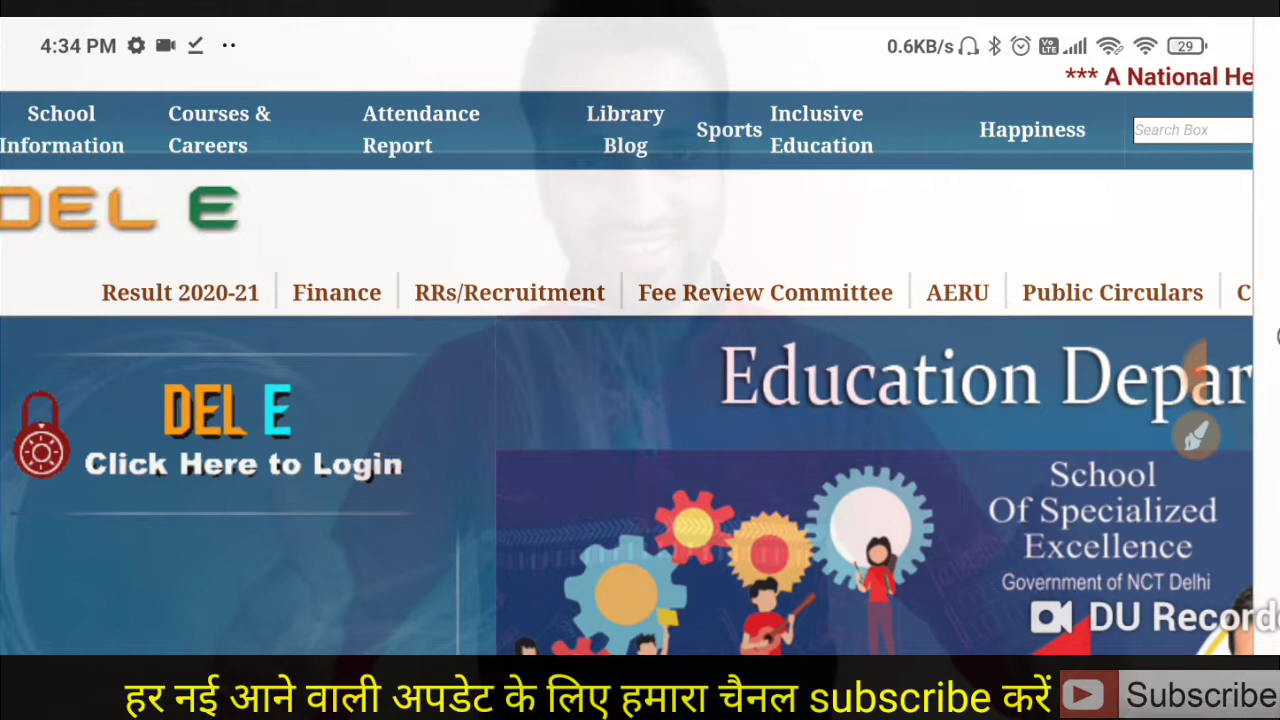 4:34 PM
0.6KB/s
Vo LTE
29
*** A National He
School Information
Courses & Careers
Attendance Report
Library Blog
Sports
Inclusive Education
Happiness
Search Box
DEL E
Result 2020-21
Finance
RRs/Recruitment
Fee Review Committee
AERU
Public Circulars
C
DEL E
Click Here to Login
Education Depar
School
Of Specialized
Excellence
Government of NCT Delhi
DU Recorde
हर नई आने वाली अपडेट के लिए हमारा चैनल subscribe करें
Subscribe